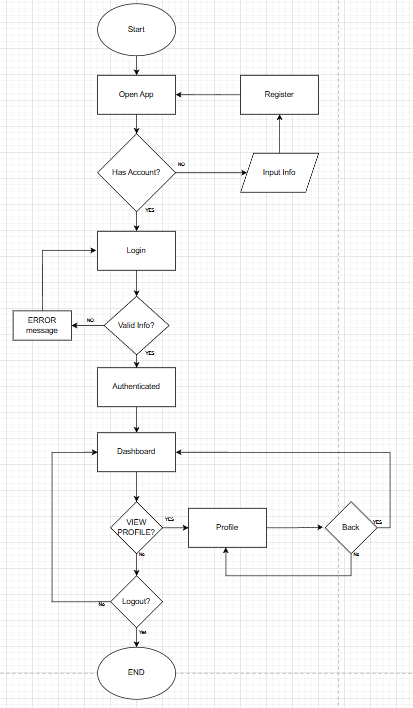 Start
Open App
Register
Has Account?
NO
Input Info
YES
Login
ERROR
message
NO
Valid Info?
YES
Authenticated
Dashboard
VIEW
PROFILE?
YES
Profile
Back
YES
No
No
Logout?
No
Yes
END